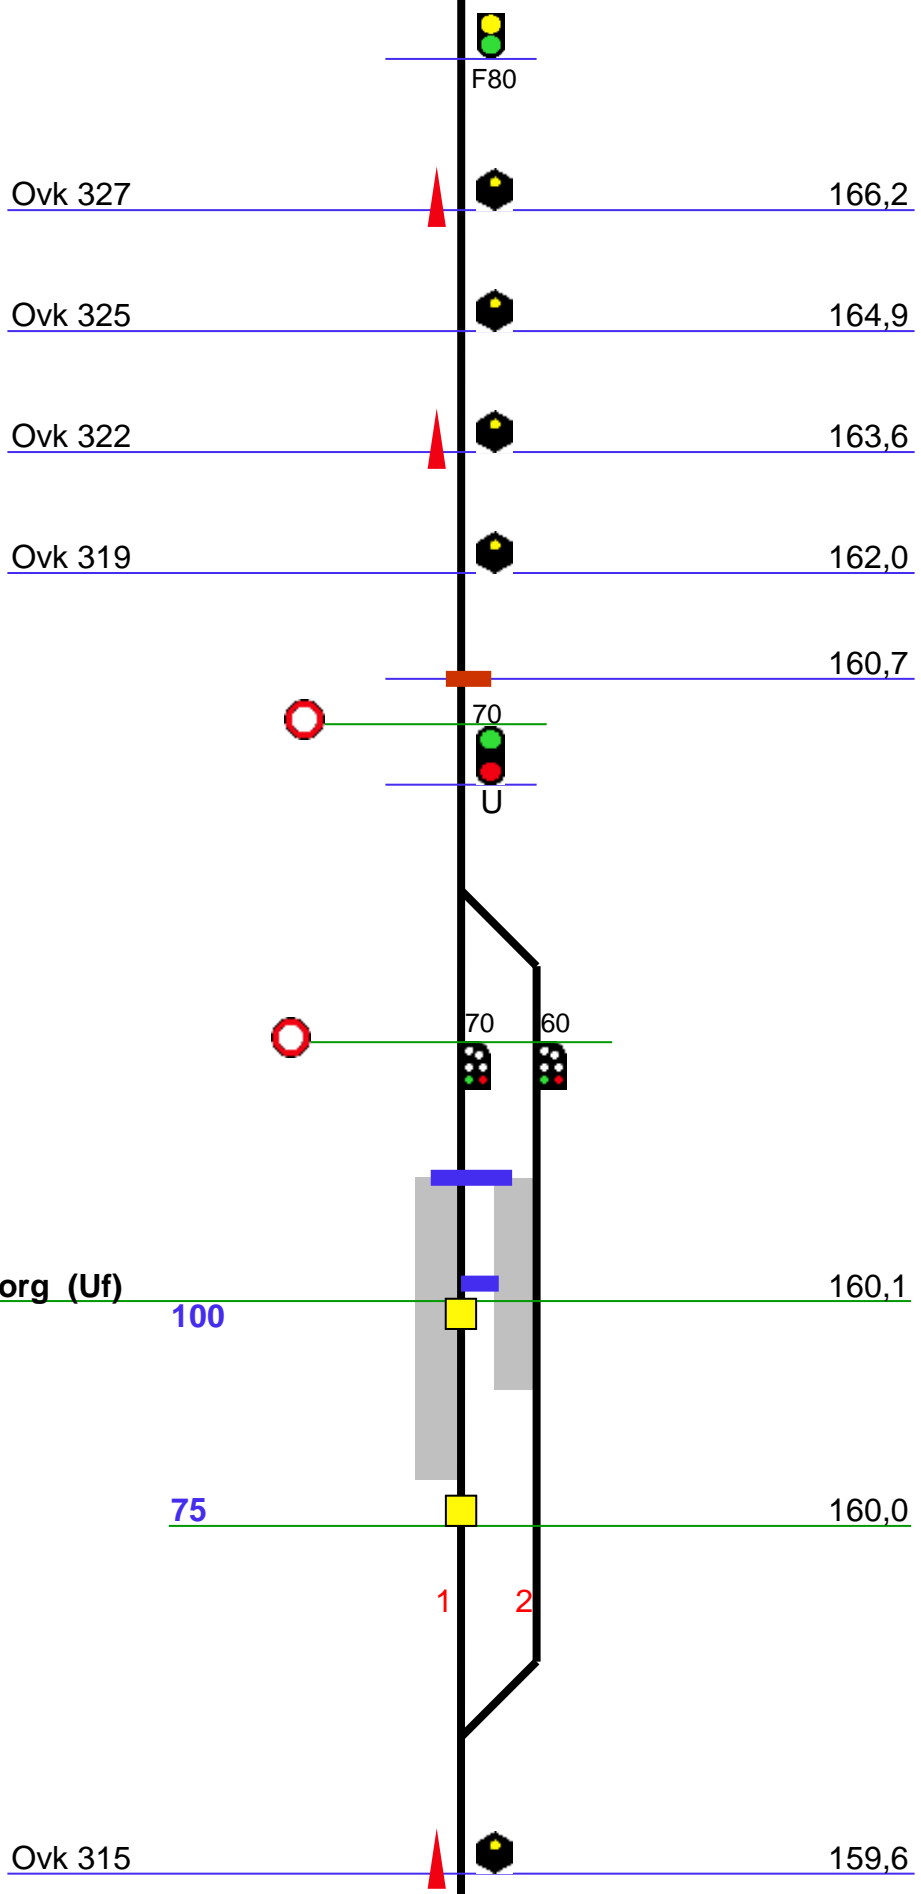 F80
Ovk 327 166,2
Ovk 325 164,9
Ovk 322 163,6
Ovk 319 162,0
160,7
70
U
70 60
org (Uf) 160,1
100
75 160,0
1 2
Ovk 315 159,6